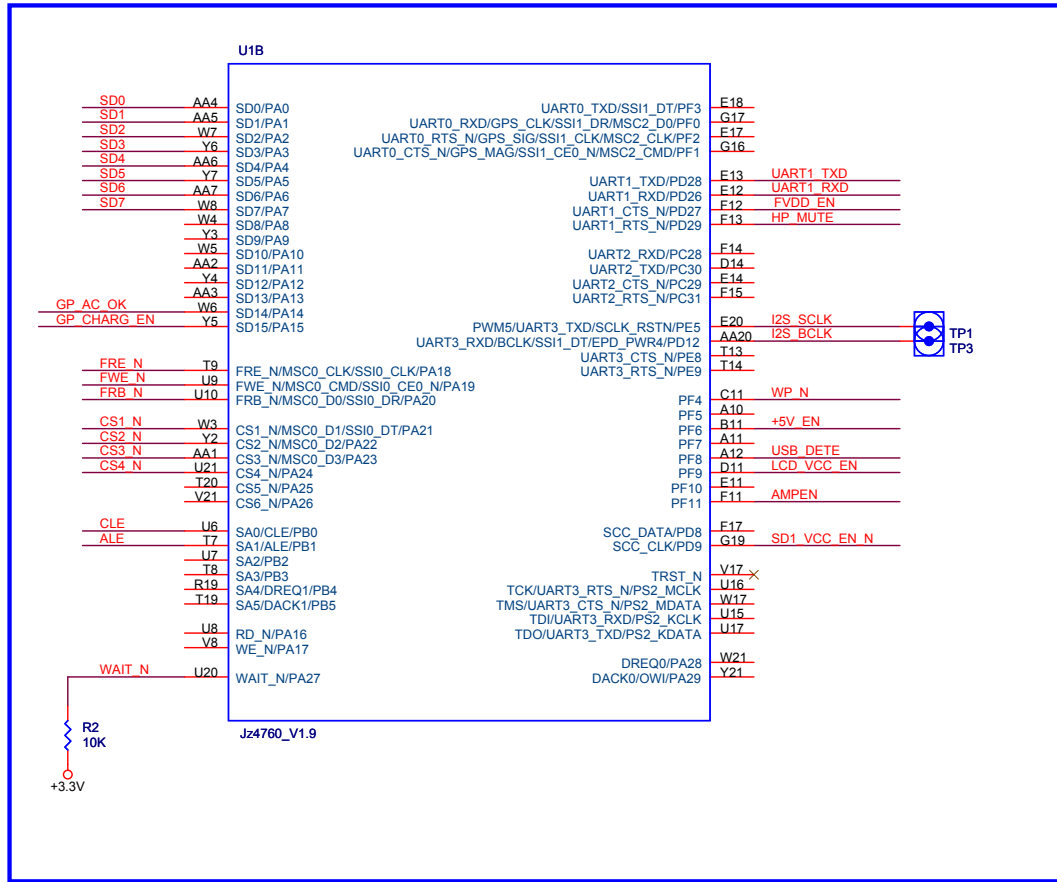 U1B
SD0 AA4 SD0/PA0
SD1 AA5 SD1/PA1
SD2 W7 SD2/PA2
SD3 Y6 SD3/PA3
SD4 AA6 SD4/PA4
SD5 Y7 SD5/PA5
SD6 AA7 SD6/PA6
SD7 W8 SD7/PA7
W4 SD8/PA8
Y3 SD9/PA9
W5 SD10/PA10
AA2 SD11/PA11
Y4 SD12/PA12
AA3 SD13/PA13
GP_AC_OK W6 SD14/PA14
GP_CHARG_EN Y5 SD15/PA15
FRE_N T9 FRE_N/MSC0_CLK/SSI0_CLK/PA18
FWE_N U9 FWE_N/MSC0_CMD/SSI0_CE0_N/PA19
FRB_N U10 FRB_N/MSC0_D0/SSI0_DR/PA20
CS1_N W3 CS1_N/MSC0_D1/SSI0_DT/PA21
CS2_N Y2 CS2_N/MSC0_D2/PA22
CS3_N AA1 CS3_N/MSC0_D3/PA23
CS4_N U21 CS4_N/PA24
T20 CS5_N/PA25
V21 CS6_N/PA26
CLE U6 SA0/CLE/PB0
ALE T7 SA1/ALE/PB1
U7 SA2/PB2
T8 SA3/PB3
R19 SA4/DREQ1/PB4
T19 SA5/DACK1/PB5
U8 RD_N/PA16
V8 WE_N/PA17
WAIT_N U20 WAIT_N/PA27
UART0_TXD/SSI1_DT/PF3 E18
UART0_RXD/GPS_CLK/SSI1_DR/MSC2_D0/PF0 G17
UART0_RTS_N/GPS_SIG/SSI1_CLK/MSC2_CLK/PF2 E17
UART0_CTS_N/GPS_MAG/SSI1_CE0_N/MSC2_CMD/PF1 G16
UART1_TXD/PD28 E13 UART1_TXD
UART1_RXD/PD26 E12 UART1_RXD
UART1_CTS_N/PD27 F12 FVDD_EN
UART1_RTS_N/PD29 F13 HP_MUTE
UART2_RXD/PC28 F14
UART2_TXD/PC30 D14
UART2_CTS_N/PC29 E14
UART2_RTS_N/PC31 F15
PWM5/UART3_TXD/SCLK_RSTN/PE5 E20 I2S_SCLK
UART3_RXD/BCLK/SSI1_DT/EPD_PWR4/PD12 AA20 I2S_BCLK
UART3_CTS_N/PE8 T13
UART3_RTS_N/PE9 T14
TP1
TP3
PF4 C11 WP_N
PF5 A10
PF6 B11 +5V_EN
PF7 A11
PF8 A12 USB_DETE
PF9 D11 LCD_VCC_EN
PF10 E11
PF11 F11 AMPEN
SCC_DATA/PD8 F17
SCC_CLK/PD9 G19 SD1_VCC_EN_N
TRST_N V17
TCK/UART3_RTS_N/PS2_MCLK U16
TMS/UART3_CTS_N/PS2_MDATA W17
TDI/UART3_RXD/PS2_KCLK U15
TDO/UART3_TXD/PS2_KDATA U17
DREQ0/PA28 W21
DACK0/OWI/PA29 Y21
Jz4760_V1.9
R2
10K
+3.3V